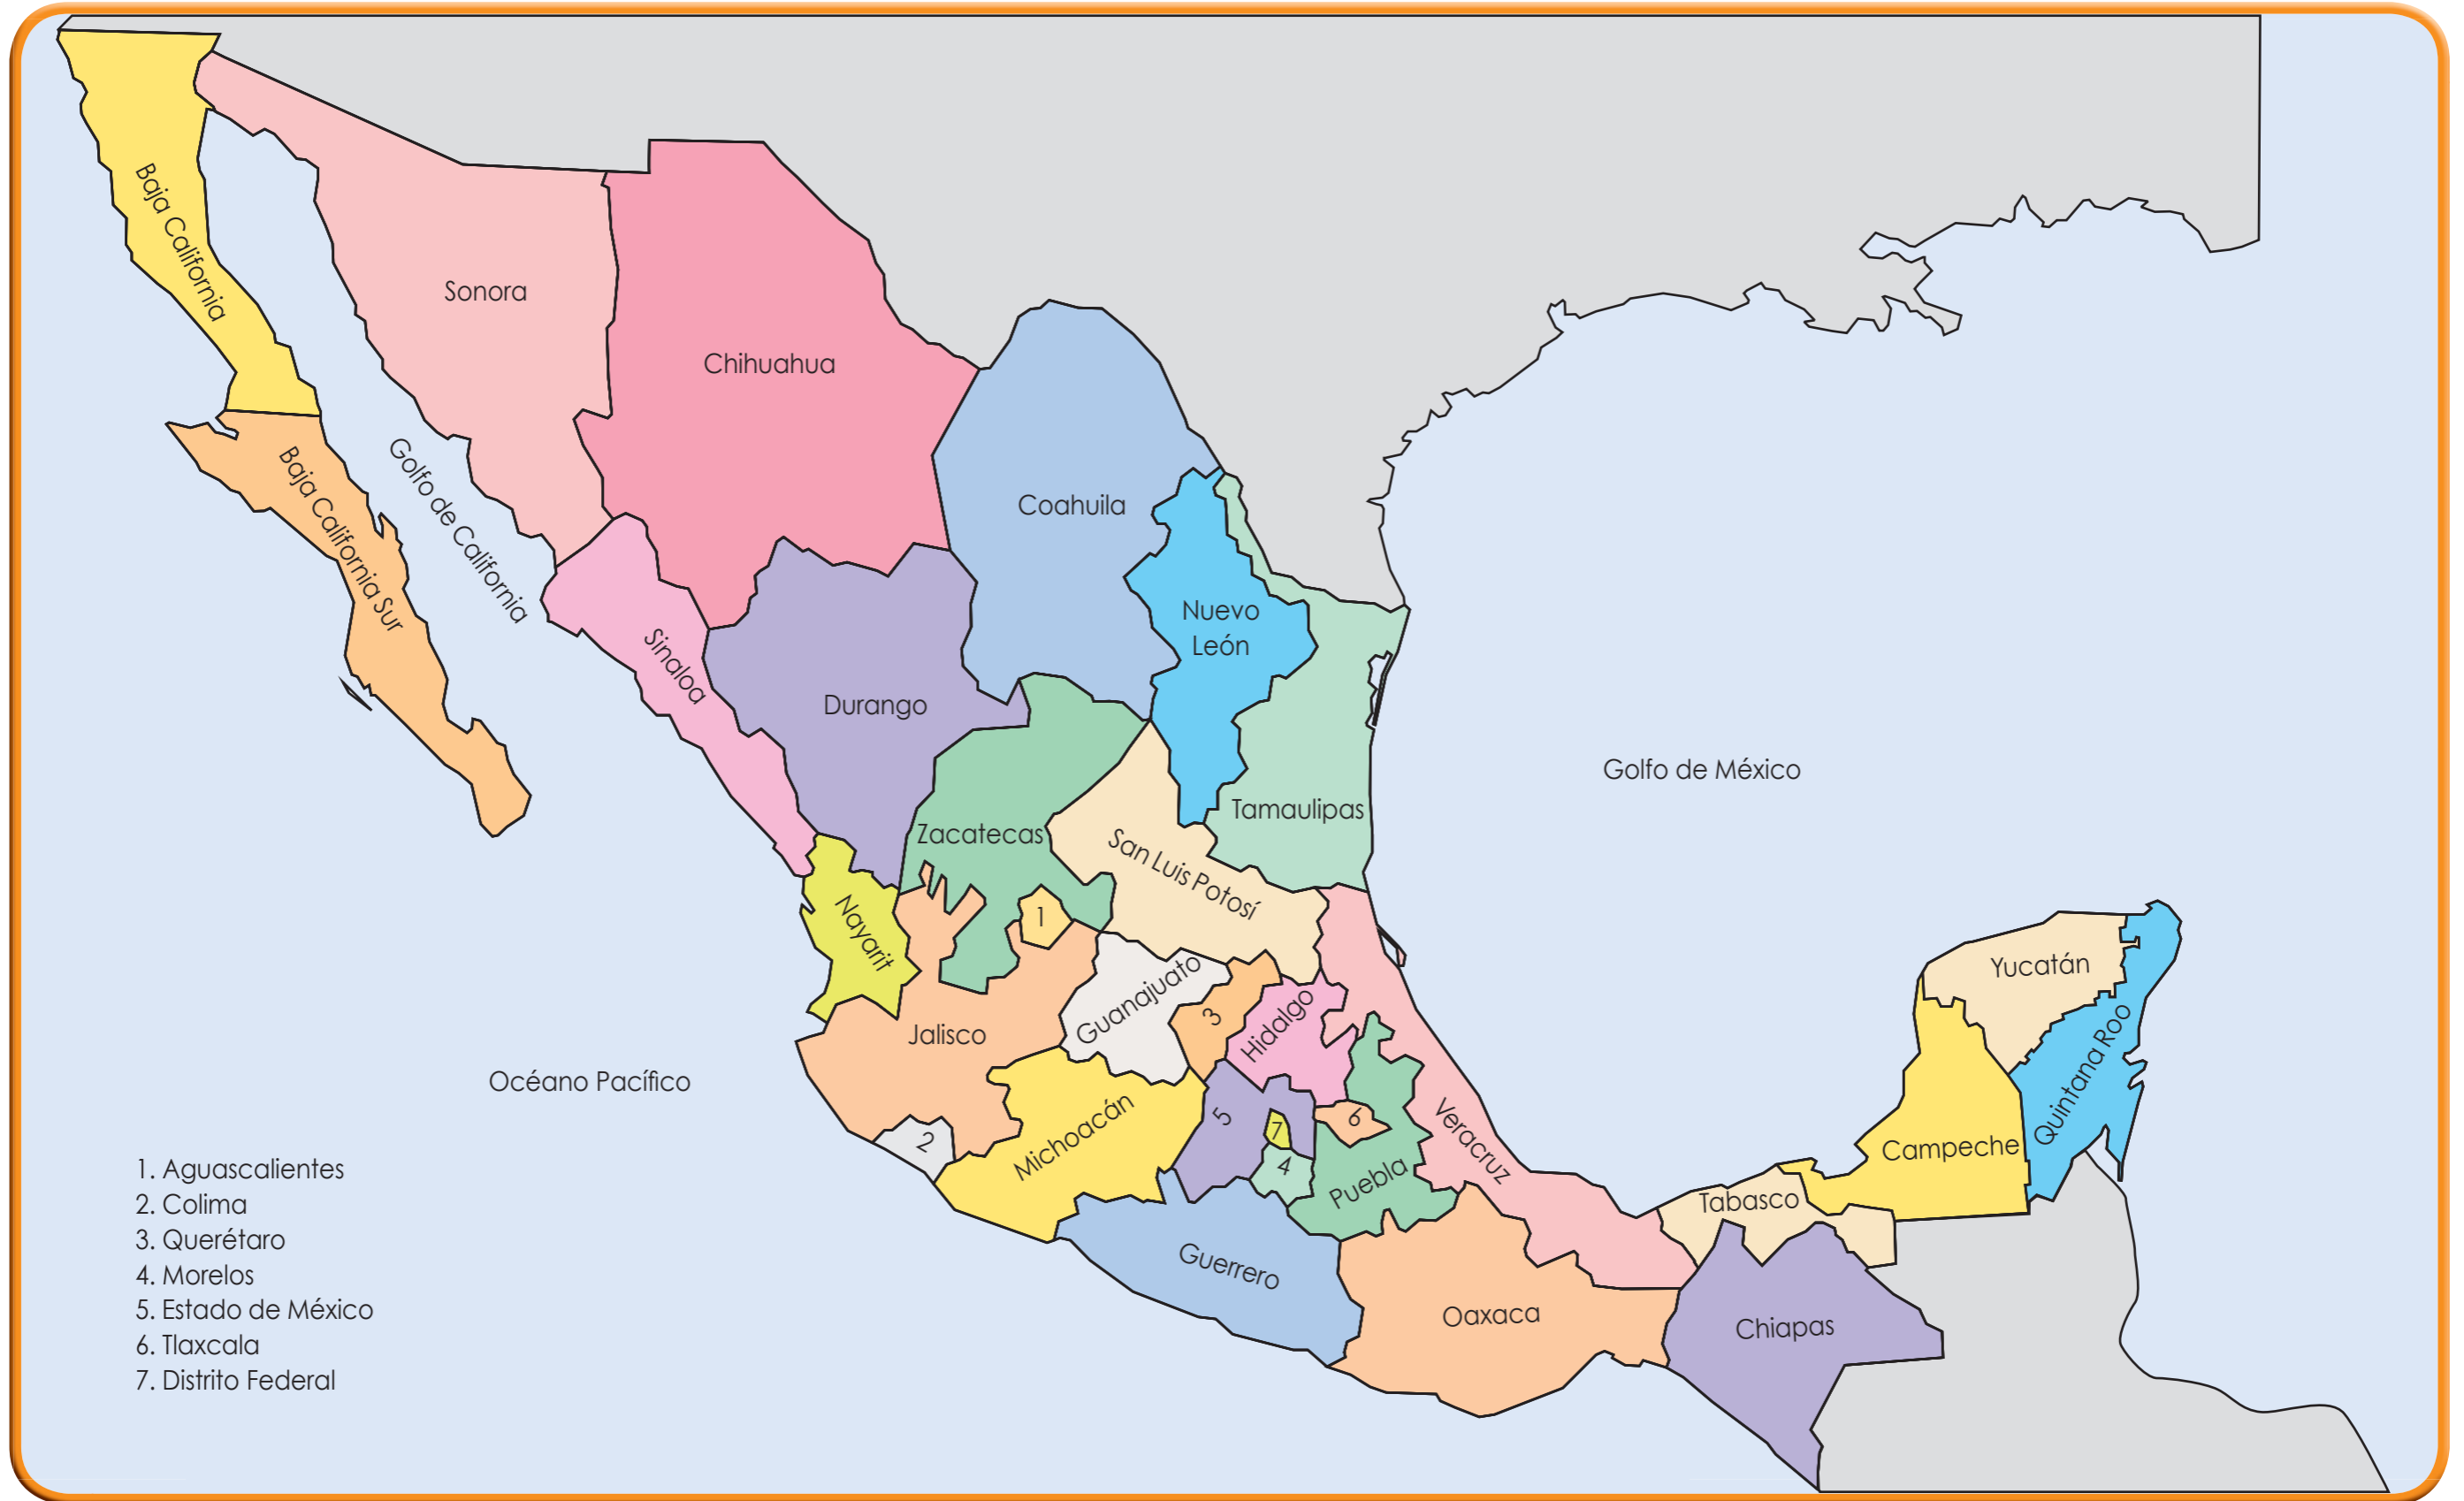 Baja California
Sonora
Chihuahua
Coahuila
Golfo de California
Baja California Sur
Nuevo
León
Sinaloa
Durango
Golfo de México
Tamaulipas
Zacatecas
San Luis Potosí
1
Nayarit
Yucatán
Guanajuato
3
Hidalgo
Jalisco
Quintana Roo
Océano Pacífico
Michoacán
5
7
6
Veracruz
2
4
Puebla
Campeche
Tabasco
Guerrero
Oaxaca
Chiapas
1. Aguascalientes
2. Colima
3. Querétaro
4. Morelos
5. Estado de México
6. Tlaxcala
7. Distrito Federal